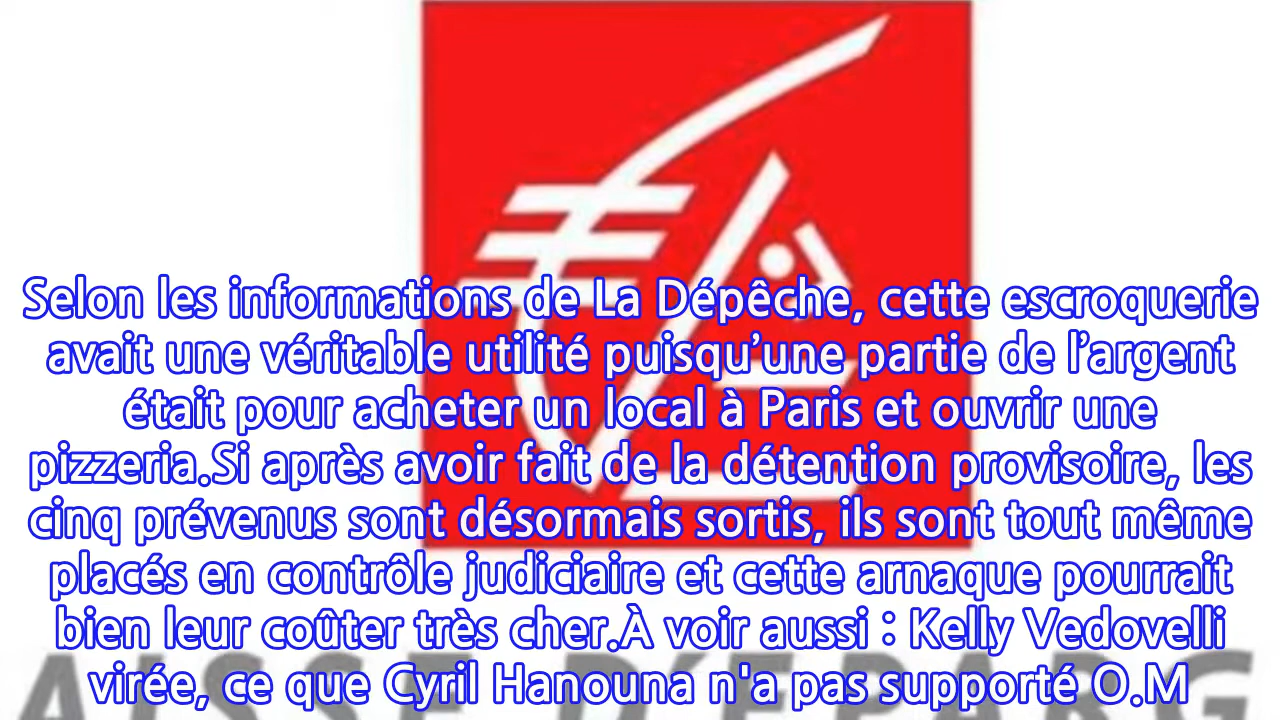 Selon les informations de La Dépêche, cette escroquerie
avait une véritable utilité puisqu’une partie de l’argent
était pour acheter un local à Paris et ouvrir une
pizzeria.Si après avoir fait de la détention provisoire, les
cinq prévenus sont désormais sortis, ils sont tout même
placés en contrôle judiciaire et cette arnaque pourrait
bien leur coûter très cher.À voir aussi : Kelly Vedovelli
virée, ce que Cyril Hanouna n'a pas supporté O.M
AISSE D'EPARG